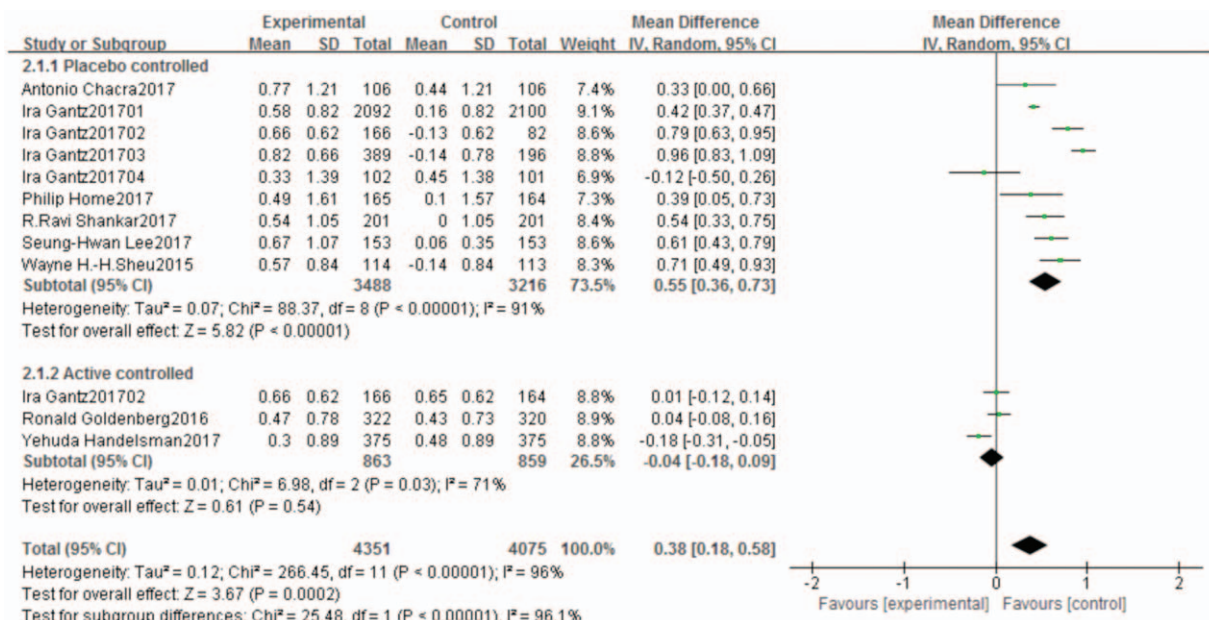 Experimental Control Mean Difference Mean Difference
Study or Subgroup Mean SD Total Mean SD Total Weight IV, Random, 95% CI IV, Random, 95% CI
2.1.1 Placebo controlled
Antonio Chacra2017 0.77 1.21 106 0.44 1.21 106 7.4% 0.33 [0.00, 0.66]
Ira Gantz201701 0.58 0.82 2092 0.16 0.82 2100 9.1% 0.42 [0.37, 0.47]
Ira Gantz201702 0.66 0.62 166 -0.13 0.62 82 8.6% 0.79 [0.63, 0.95]
Ira Gantz201703 0.82 0.66 389 -0.14 0.78 196 8.8% 0.96 [0.83, 1.09]
Ira Gantz201704 0.33 1.39 102 0.45 1.38 101 6.9% -0.12 [-0.50, 0.26]
Philip Home2017 0.49 1.61 165 0.1 1.57 164 7.3% 0.39 [0.05, 0.73]
R.Ravi Shankar2017 0.54 1.05 201 0 1.05 201 8.4% 0.54 [0.33, 0.75]
Seung-Hwan Lee2017 0.67 1.07 153 0.06 0.35 153 8.6% 0.61 [0.43, 0.79]
Wayne H.-H.Sheu2015 0.57 0.84 114 -0.14 0.84 113 8.3% 0.71 [0.49, 0.93]
Subtotal (95% CI) 3488 3216 73.5% 0.55 [0.36, 0.73]
Heterogeneity: Tau² = 0.07; Chi² = 88.37, df = 8 (P < 0.00001); I² = 91%
Test for overall effect: Z = 5.82 (P < 0.00001)
2.1.2 Active controlled
Ira Gantz201702 0.66 0.62 166 0.65 0.62 164 8.8% 0.01 [-0.12, 0.14]
Ronald Goldenberg2016 0.47 0.78 322 0.43 0.73 320 8.9% 0.04 [-0.08, 0.16]
Yehuda Handelsman2017 0.3 0.89 375 0.48 0.89 375 8.8% -0.18 [-0.31, -0.05]
Subtotal (95% CI) 863 859 26.5% -0.04 [-0.18, 0.09]
Heterogeneity: Tau² = 0.01; Chi² = 6.98, df = 2 (P = 0.03); I² = 71%
Test for overall effect: Z = 0.61 (P = 0.54)
Total (95% CI) 4351 4075 100.0% 0.38 [0.18, 0.58]
Heterogeneity: Tau² = 0.12; Chi² = 266.45, df = 11 (P < 0.00001); I² = 96%
Test for overall effect: Z = 3.67 (P = 0.0002)
Test for subgroup differences: Chi² = 25.48, df = 1 (P < 0.00001), I² = 96.1%
-2 -1 0 1 2
Favours [experimental] Favours [control]